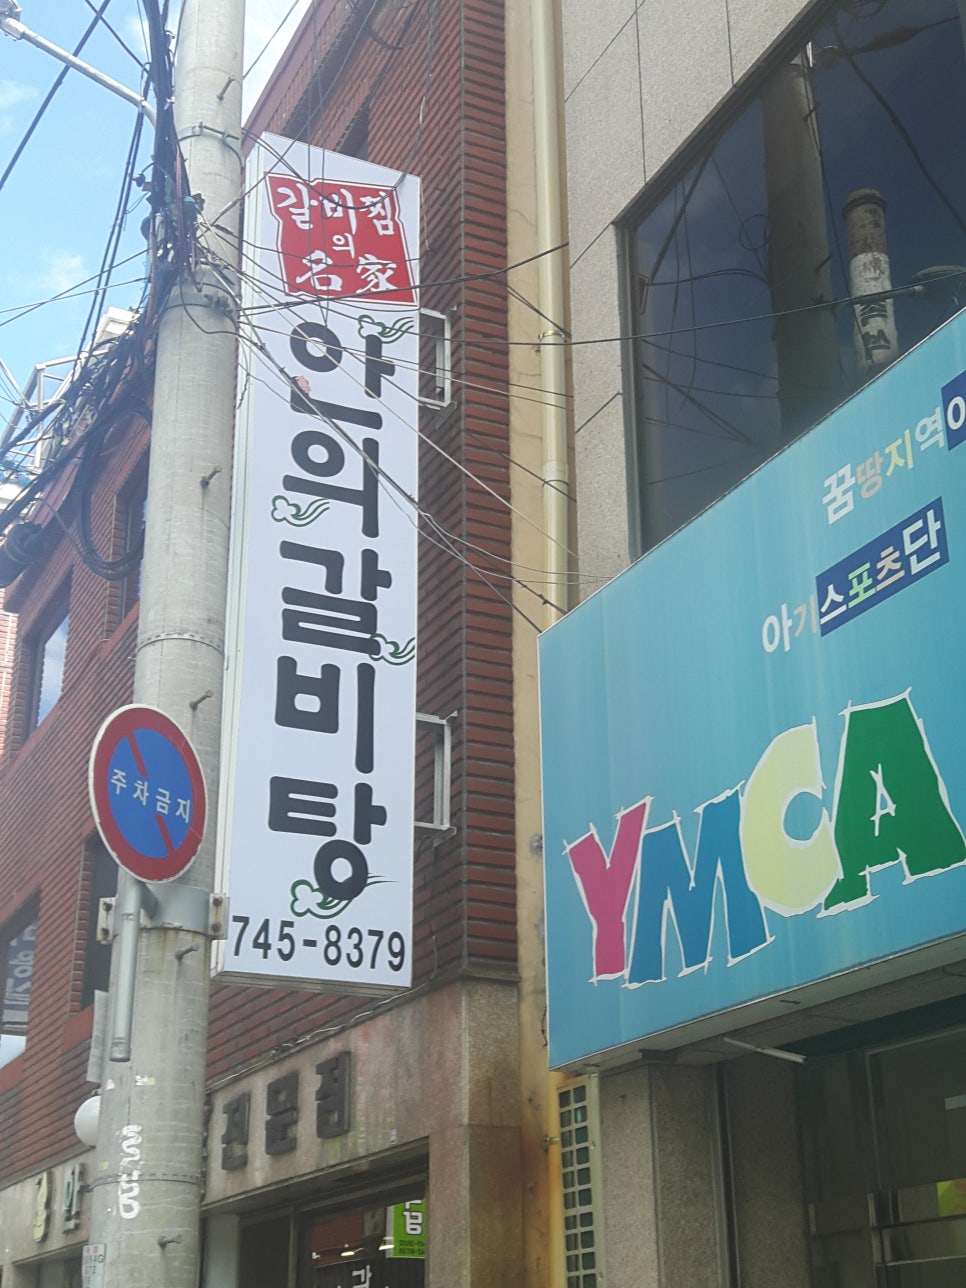 갈비찜
의
名家
안의갈비탕
745-8379
주차금지
꿈땅지역
아기스포츠단
YMCA
전문점